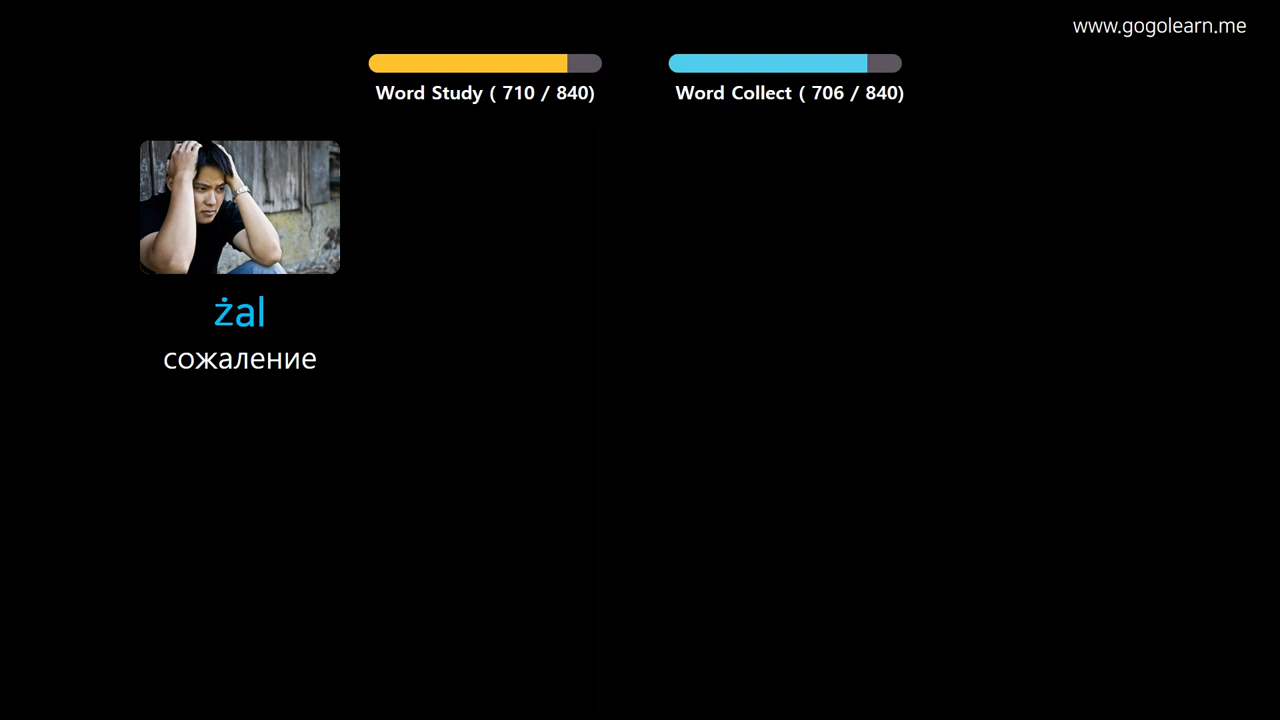 www.gogolearn.me
Word Study ( 710 / 840)
Word Collect ( 706 / 840)
żal
сожаление